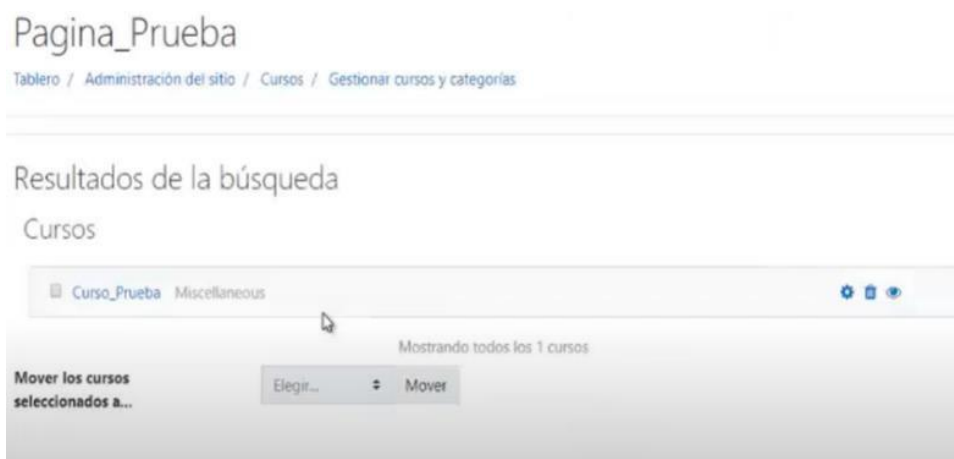 Pagina_Prueba
Tablero / Administración del sitio / Cursos / Gestionar cursos y categorías
Resultados de la búsqueda
Cursos
Curso_Prueba Miscellaneous
Mostrando todos los 1 cursos
Mover los cursos
seleccionados a...
Elegir... Mover